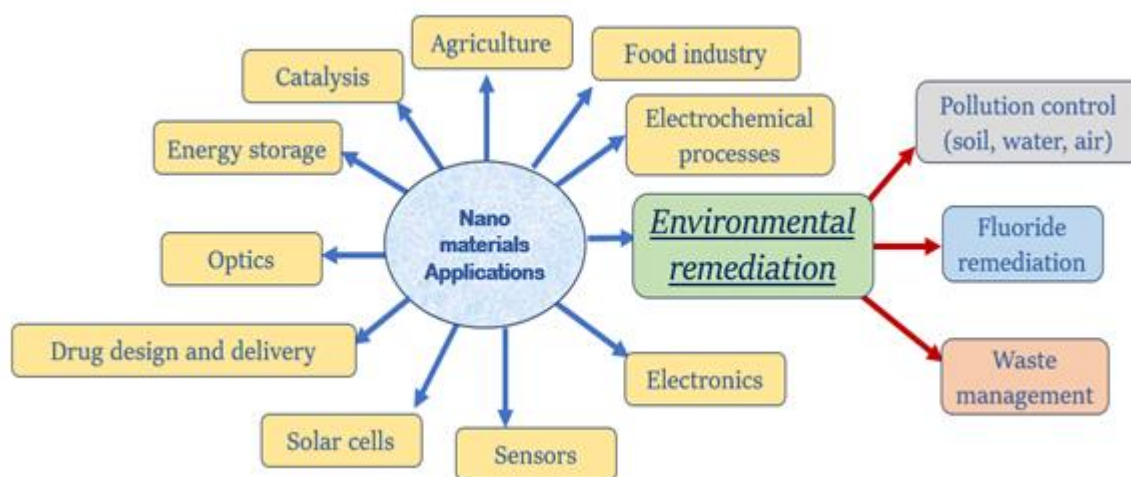 Agriculture
Food industry
Catalysis
Electrochemical
processes
Energy storage
Pollution control
(soil, water, air)
Nano
materials
Applications
Environmental
remediation
Fluoride
remediation
Optics
Drug design and delivery
Electronics
Waste
management
Solar cells
Sensors